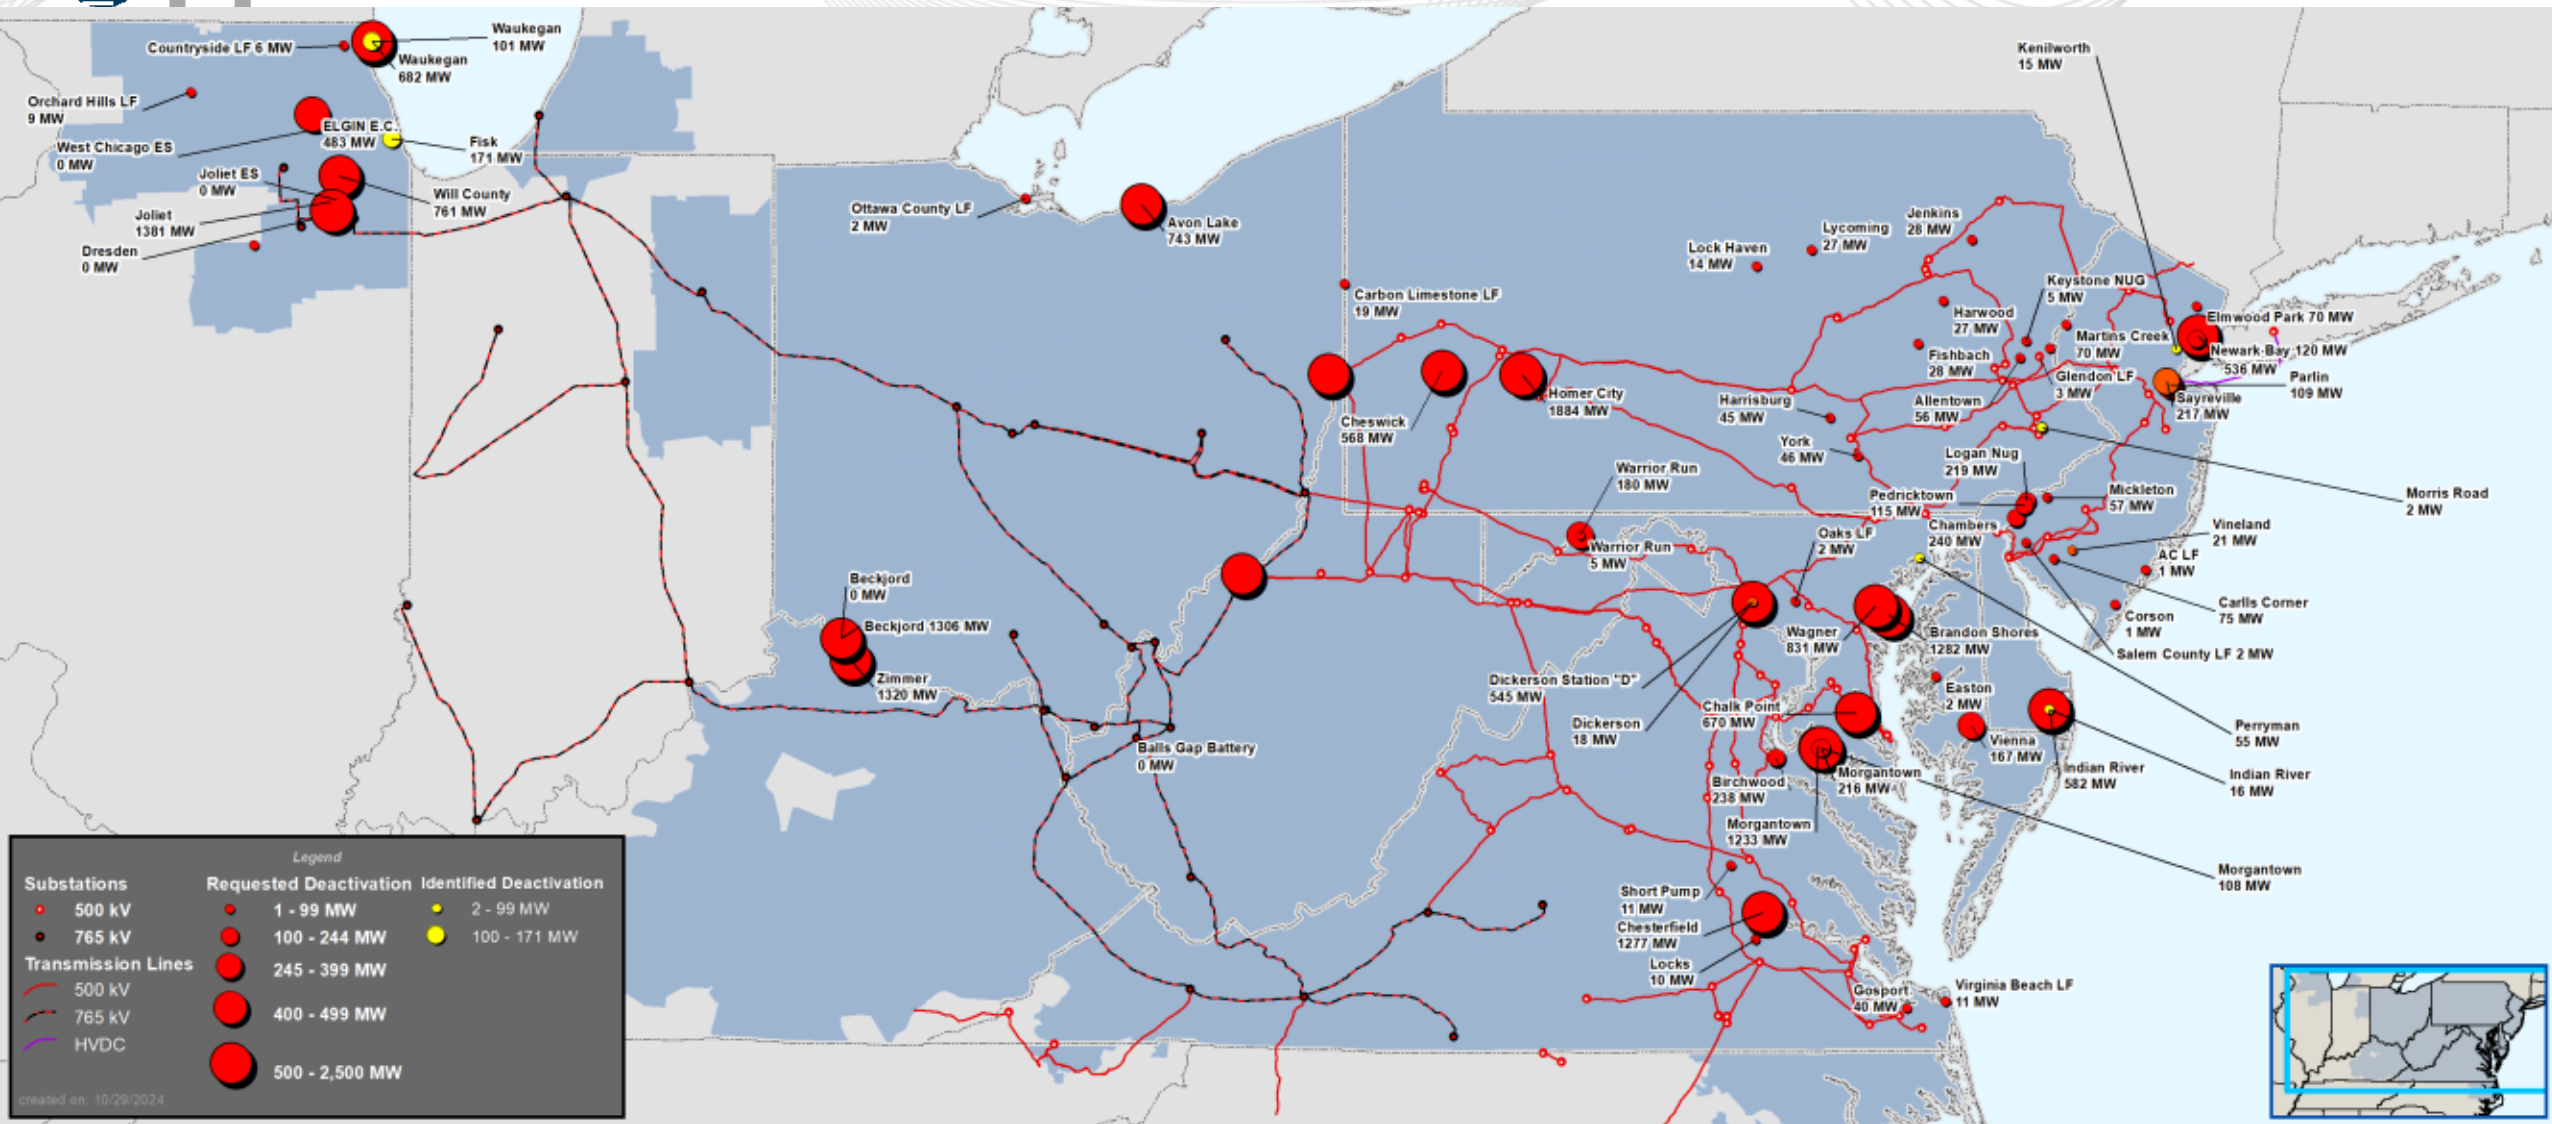 Waukegan
101 MW
Countryside LF 6 MW
Waukegan
682 MW
Orchard Hills LF
9 MW
ELGIN E.C.
483 MW
West Chicago ES
0 MW
Fisk
171 MW
Joliet ES
0 MW
Will County
761 MW
Joliet
1381 MW
Dresden
0 MW
Ottawa County LF
2 MW
Avon Lake
743 MW
Kenilworth
15 MW
Lycoming
27 MW
Jenkins
28 MW
Lock Haven
14 MW
Carbon Limestone LF
19 MW
Keystone NUG
5 MW
Harwood
27 MW
Elmwood Park 70 MW
Martins Creek
70 MW
Newark Bay 120 MW
536 MW
Fishbach
28 MW
Glendon LF
3 MW
Parlin
109 MW
Sayreville
217 MW
Allentown
56 MW
Homer City
1884 MW
Cheswick
568 MW
Harrisburg
45 MW
York
46 MW
Logan Nug
219 MW
Warrior Run
180 MW
Pedricktown
115 MW
Mickleton
57 MW
Morris Road
2 MW
Chambers
240 MW
Vineland
21 MW
Oaks LF
2 MW
Warrior Run
5 MW
AC LF
1 MW
Beckjord
0 MW
Beckjord 1306 MW
Zimmer
1320 MW
Carlls Corner
75 MW
Corson
1 MW
Wagner
831 MW
Brandon Shores
1282 MW
Salem County LF 2 MW
Dickerson Station "D"
545 MW
Easton
2 MW
Chalk Point
670 MW
Dickerson
18 MW
Perryman
55 MW
Vienna
167 MW
Balls Gap Battery
0 MW
Indian River
582 MW
Indian River
16 MW
Birchwood
238 MW
Morgantown
216 MW
Morgantown
1233 MW
Morgantown
108 MW
Short Pump
11 MW
Chesterfield
1277 MW
Locks
10 MW
Gosport
40 MW
Virginia Beach LF
11 MW
Legend
Substations
500 kV
765 kV
Transmission Lines
500 kV
765 kV
HVDC
Requested Deactivation
1 - 99 MW
100 - 244 MW
245 - 399 MW
400 - 499 MW
500 - 2,500 MW
Identified Deactivation
2 - 99 MW
100 - 171 MW
created on: 10/29/2024